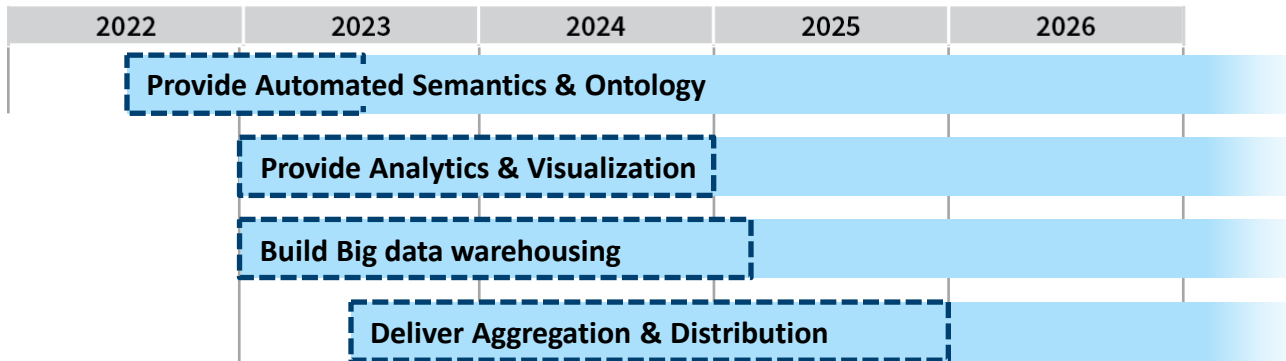 2022 2023 2024 2025 2026
Provide Automated Semantics & Ontology
Provide Analytics & Visualization
Build Big data warehousing
Deliver Aggregation & Distribution